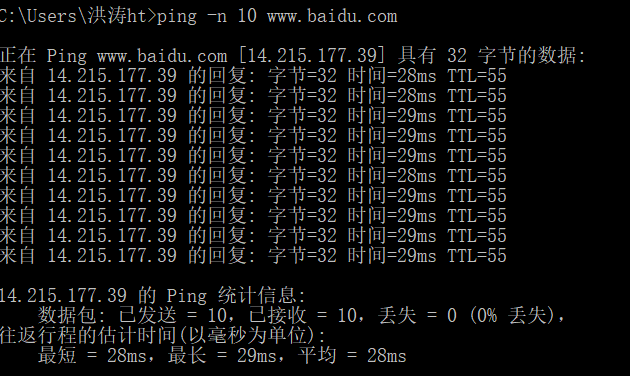 C:\Users\洪涛ht>ping -n 10 www.baidu.com
正在 Ping www.baidu.com [14.215.177.39] 具有 32 字节的数据:
来自 14.215.177.39 的回复: 字节=32 时间=28ms TTL=55
来自 14.215.177.39 的回复: 字节=32 时间=28ms TTL=55
来自 14.215.177.39 的回复: 字节=32 时间=29ms TTL=55
来自 14.215.177.39 的回复: 字节=32 时间=29ms TTL=55
来自 14.215.177.39 的回复: 字节=32 时间=29ms TTL=55
来自 14.215.177.39 的回复: 字节=32 时间=28ms TTL=55
来自 14.215.177.39 的回复: 字节=32 时间=29ms TTL=55
来自 14.215.177.39 的回复: 字节=32 时间=29ms TTL=55
来自 14.215.177.39 的回复: 字节=32 时间=29ms TTL=55
来自 14.215.177.39 的回复: 字节=32 时间=29ms TTL=55
14.215.177.39 的 Ping 统计信息:
数据包: 已发送 = 10，已接收 = 10，丢失 = 0 (0% 丢失)，
往返行程的估计时间(以毫秒为单位):
最短 = 28ms，最长 = 29ms，平均 = 28ms